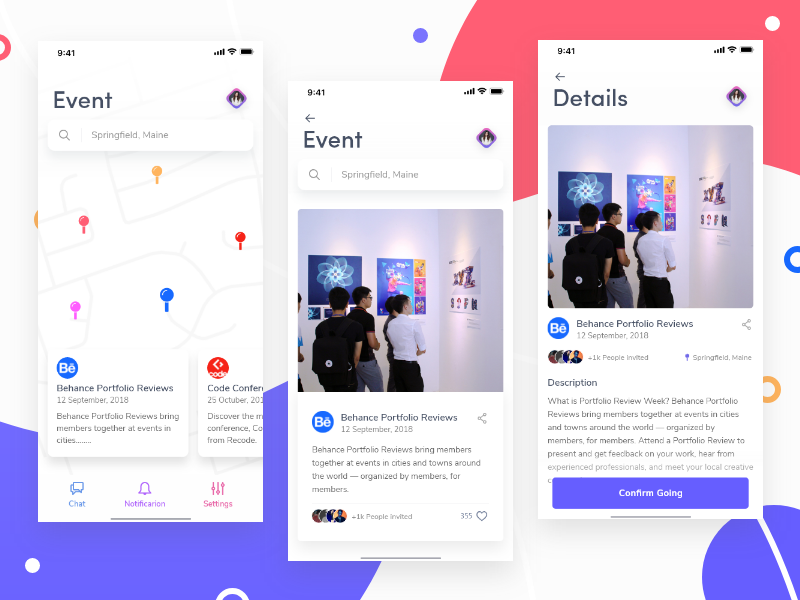 9:41
Event
Springfield, Maine
Bē
Behance Portfolio Reviews
12 September, 2018
Behance Portfolio Reviews bring
members together at events in
cities........
Code Confere
25 October, 201
Discover the m
conference, Co
from Recode.
Chat
Notificarion
Settings
9:41
Event
Springfield, Maine
Bē
Behance Portfolio Reviews
12 September, 2018
Behance Portfolio Reviews bring members
together at events in cities and towns around
the world — organized by members, for
members.
+1k People Invited
355
9:41
Details
Bē
Behance Portfolio Reviews
12 September, 2018
+1k People Invited
Springfield, Maine
Description
What is Portfolio Review Week? Behance Portfolio
Reviews bring members together at events in cities
and towns around the world — organized by
members, for members. Attend a Portfolio Review to
present and get feedback on your work, hear from
experienced professionals, and meet your local creative
Confirm Going